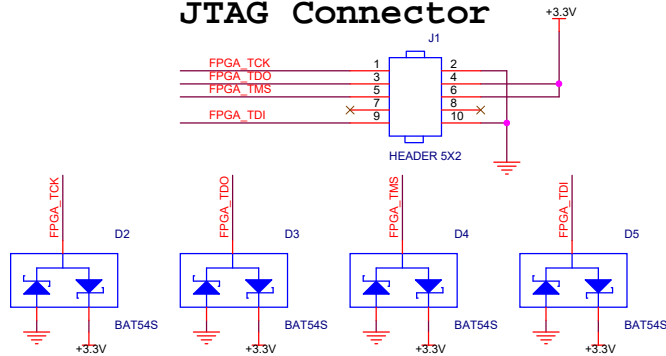 JTAG Connector
+3.3V
J1
FPGA_TCK 1 2
FPGA_TDO 3 4
FPGA_TMS 5 6
7 8
FPGA_TDI 9 10
HEADER 5X2
FPGA_TCK
D2
BAT54S
+3.3V
FPGA_TDO
D3
BAT54S
+3.3V
FPGA_TMS
D4
BAT54S
+3.3V
FPGA_TDI
D5
BAT54S
+3.3V